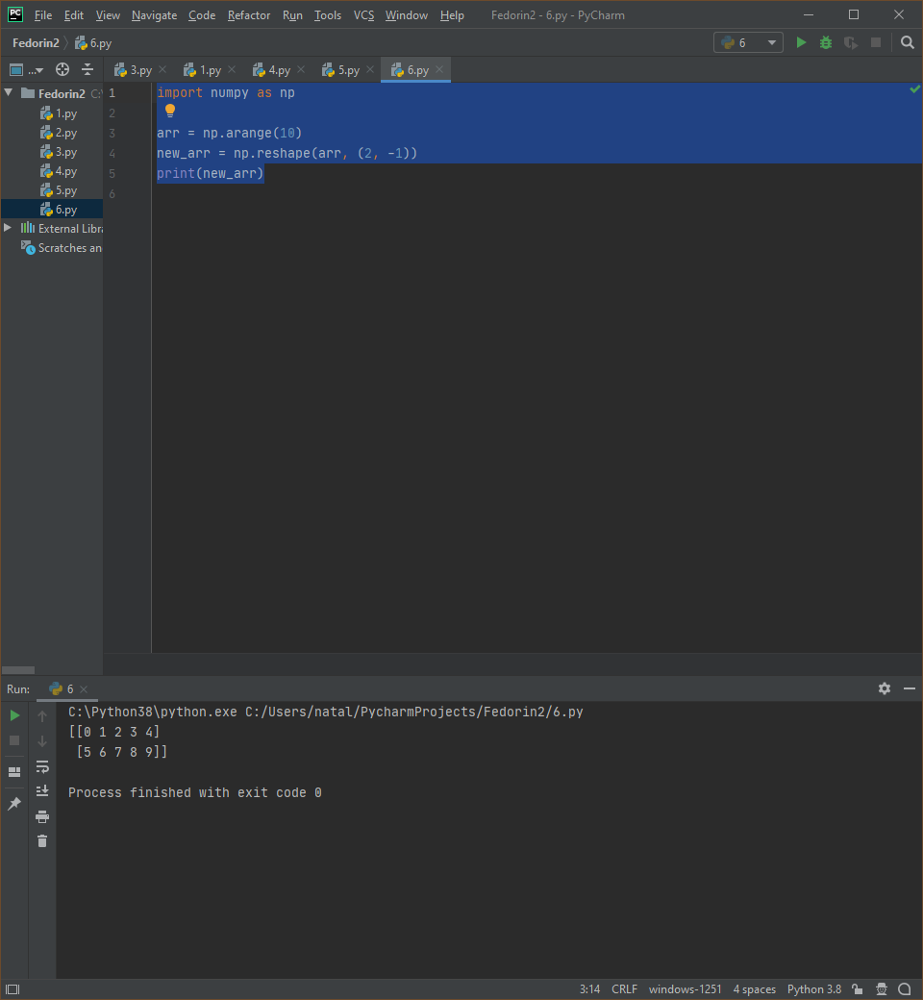 PC File Edit View Navigate Code Refactor Run Tools VCS Window Help Fedorin2 - 6.py - PyCharm
Fedorin2 6.py 6
... 3.py 1.py 4.py 5.py 6.py
Fedorin2 C:\
1.py
2.py
3.py
4.py
5.py
6.py
External Libra
Scratches an
1 import numpy as np
2
3 arr = np.arange(10)
4 new_arr = np.reshape(arr, (2, -1))
5 print(new_arr)
6
Run: 6
C:\Python38\python.exe C:/Users/natal/PycharmProjects/Fedorin2/6.py
[[0 1 2 3 4]
 [5 6 7 8 9]]
Process finished with exit code 0
3:14 CRLF windows-1251 4 spaces Python 3.8